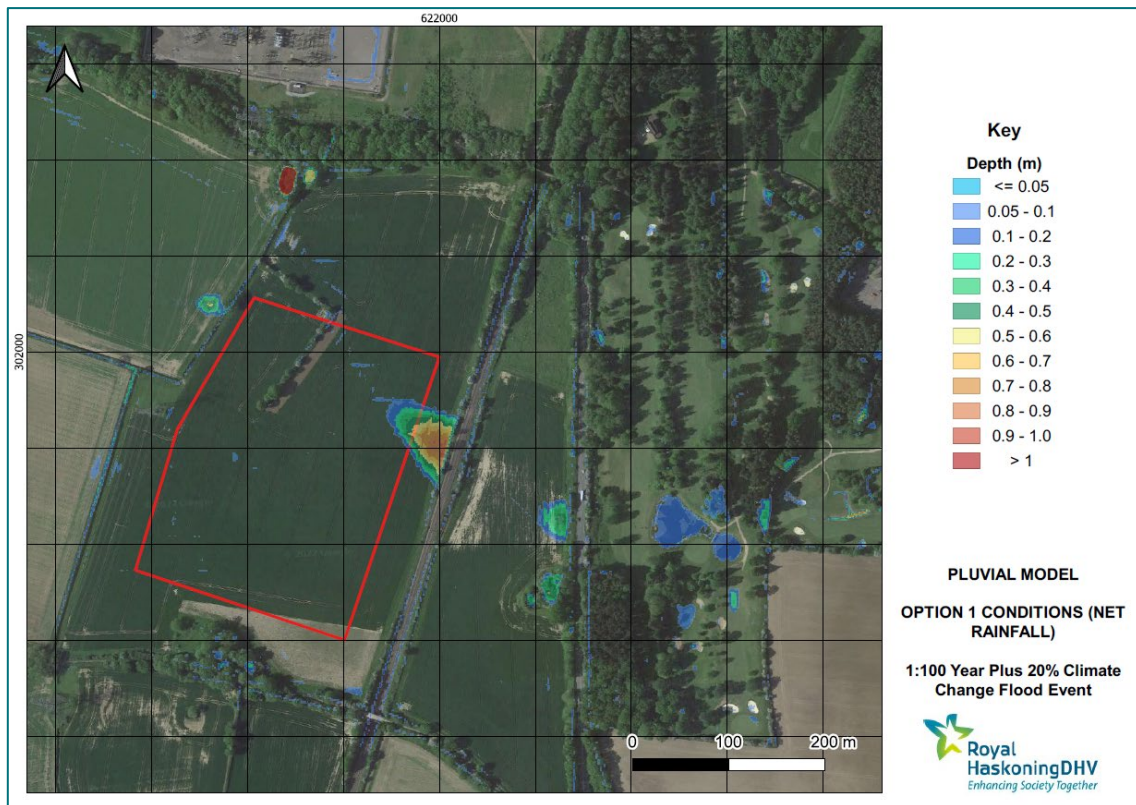 622000
302000
Key
Depth (m)
<= 0.05
0.05 - 0.1
0.1 - 0.2
0.2 - 0.3
0.3 - 0.4
0.4 - 0.5
0.5 - 0.6
0.6 - 0.7
0.7 - 0.8
0.8 - 0.9
0.9 - 1.0
> 1
PLUVIAL MODEL
OPTION 1 CONDITIONS (NET
RAINFALL)
1:100 Year Plus 20% Climate
Change Flood Event
0 100 200 m
Royal
HaskoningDHV
Enhancing Society Together